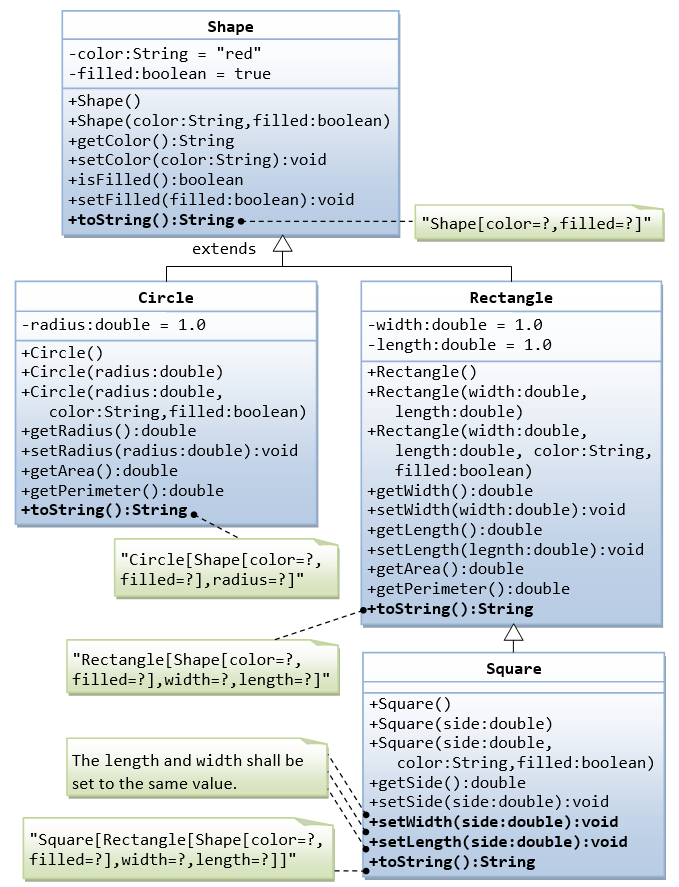 Shape
-color:String = "red"
-filled:boolean = true
+Shape()
+Shape(color:String,filled:boolean)
+getColor():String
+setColor(color:String):void
+isFilled():boolean
+setFilled(filled:boolean):void
+toString():String
"Shape[color=?,filled=?]"
extends
Circle
-radius:double = 1.0
+Circle()
+Circle(radius:double)
+Circle(radius:double,
color:String,filled:boolean)
+getRadius():double
+setRadius(radius:double):void
+getArea():double
+getPerimeter():double
+toString():String
"Circle[Shape[color=?,
filled=?],radius=?]"
Rectangle
-width:double = 1.0
-length:double = 1.0
+Rectangle()
+Rectangle(width:double,
length:double)
+Rectangle(width:double,
length:double, color:String,
filled:boolean)
+getWidth():double
+setWidth(width:double):void
+getLength():double
+setLength(legnth:double):void
+getArea():double
+getPerimeter():double
+toString():String
"Rectangle[Shape[color=?,
filled=?],width=?,length=?]"
Square
+Square()
+Square(side:double)
+Square(side:double,
color:String,filled:boolean)
+getSide():double
+setSide(side:double):void
+setWidth(side:double):void
+setLength(side:double):void
+toString():String
The length and width shall be
set to the same value.
"Square[Rectangle[Shape[color=?,
filled=?],width=?,length=?]]"